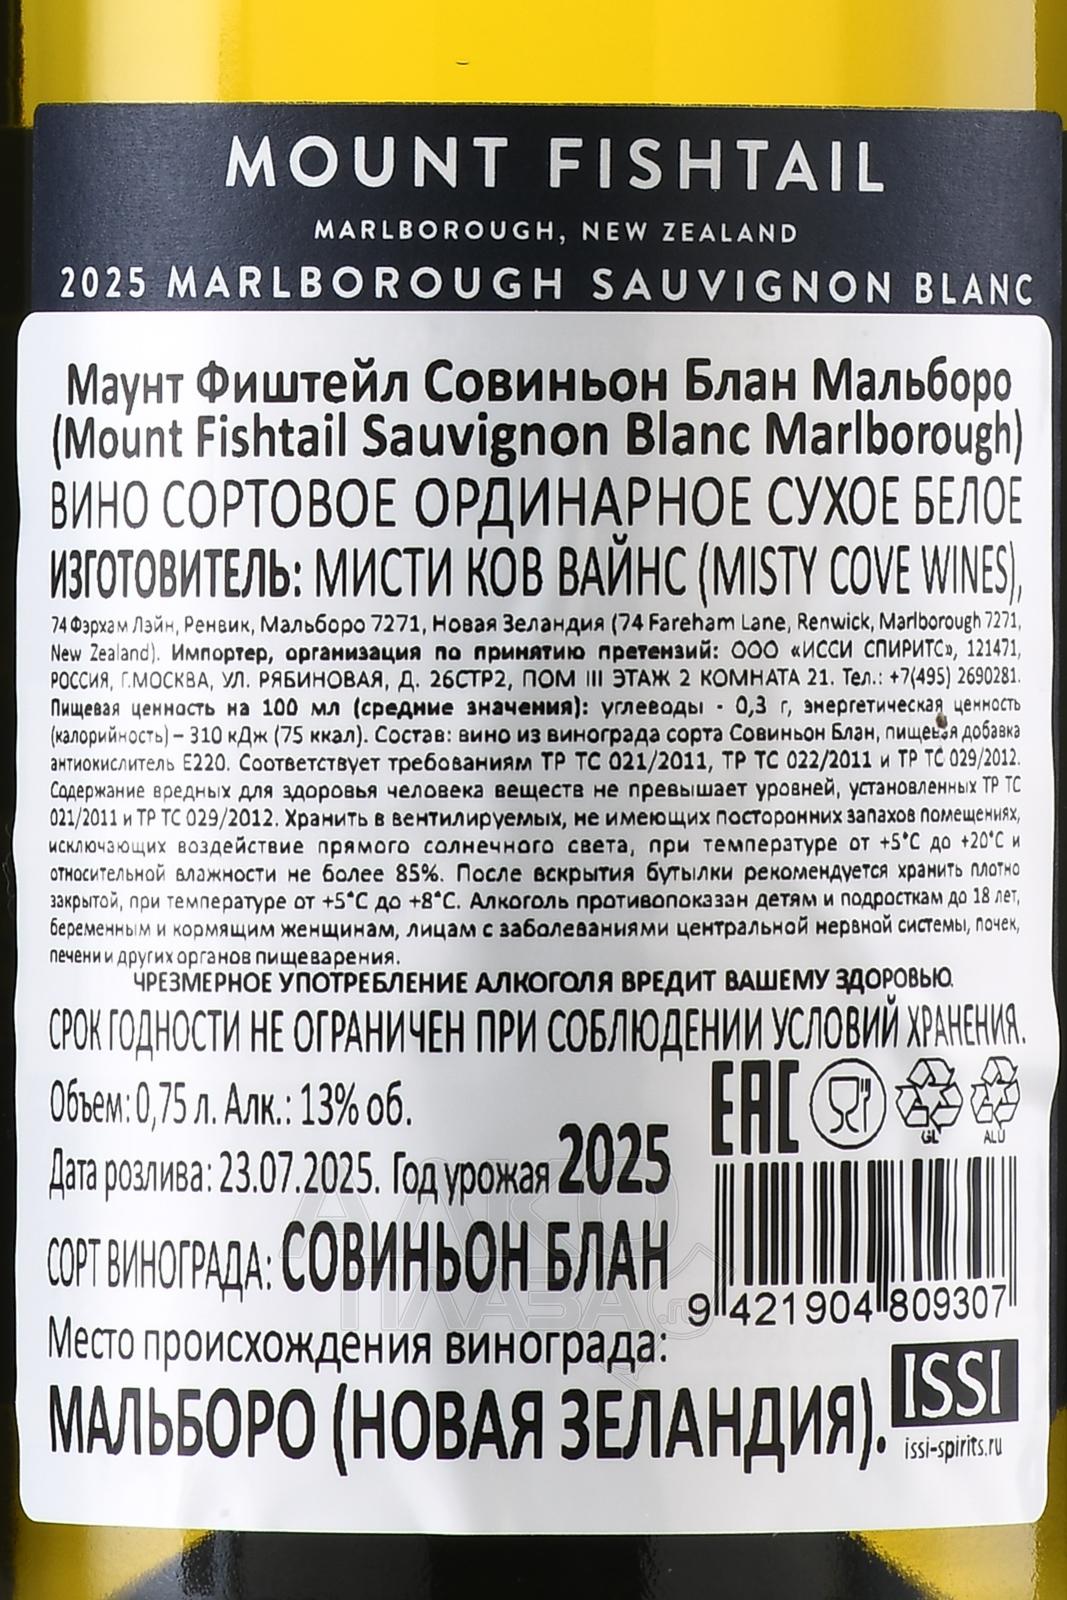 MOUNT FISHTAIL
MARLBOROUGH, NEW ZEALAND
2025 MARLBOROUGH SAUVIGNON BLANC
Маунт Фиштейл Совиньон Блан Мальборо
(Mount Fishtail Sauvignon Blanc Marlborough)
ВИНО СОРТОВОЕ ОРДИНАРНОЕ СУХОЕ БЕЛОЕ
ИЗГОТОВИТЕЛЬ: МИСТИ КОВ ВАЙНС (MISTY COVE WINES),
74 Фэрхам Лэйн, Ренвик, Мальборо 7271, Новая Зеландия (74 Fareham Lane, Renwick, Marlborough 7271,
New Zealand). Импортер, организация по принятию претензий: ООО «ИССИ СПИРИТС», 121471,
РОССИЯ, Г.МОСКВА, УЛ. РЯБИНОВАЯ, Д. 26СТР2, ПОМ III ЭТАЖ 2 КОМНАТА 21. Тел.: +7(495) 2690281.
Пищевая ценность на 100 мл (средние значения): углеводы - 0,3 г, энергетическая ценность
(калорийность) – 310 кДж (75 ккал). Состав: вино из винограда сорта Совиньон Блан, пищевая добавка
антиокислитель Е220. Соответствует требованиям ТР ТС 021/2011, ТР ТС 022/2011 и ТР ТС 029/2012.
Содержание вредных для здоровья человека веществ не превышает уровней, установленных ТР ТС
021/2011 и ТР ТС 029/2012. Хранить в вентилируемых, не имеющих посторонних запахов помещениях,
исключающих воздействие прямого солнечного света, при температуре от +5°С до +20°С и
относительной влажности не более 85%. После вскрытия бутылки рекомендуется хранить плотно
закрытой, при температуре от +5°С до +8°С. Алкоголь противопоказан детям и подросткам до 18 лет,
беременным и кормящим женщинам, лицам с заболеваниями центральной нервной системы, почек,
печени и других органов пищеварения.
ЧРЕЗМЕРНОЕ УПОТРЕБЛЕНИЕ АЛКОГОЛЯ ВРЕДИТ ВАШЕМУ ЗДОРОВЬЮ.
СРОК ГОДНОСТИ НЕ ОГРАНИЧЕН ПРИ СОБЛЮДЕНИИ УСЛОВИЙ ХРАНЕНИЯ.
Объем: 0,75 л. Алк.: 13% об.
EAC
GL
ALU
Дата розлива: 23.07.2025. Год урожая 2025
СОРТ ВИНОГРАДА: СОВИНЬОН БЛАН
9 421904 809307
Место происхождения винограда:
МАЛЬБОРО (НОВАЯ ЗЕЛАНДИЯ).
ISSI
issi-spirits.ru
АЛКО
ПЛАЗА.ru